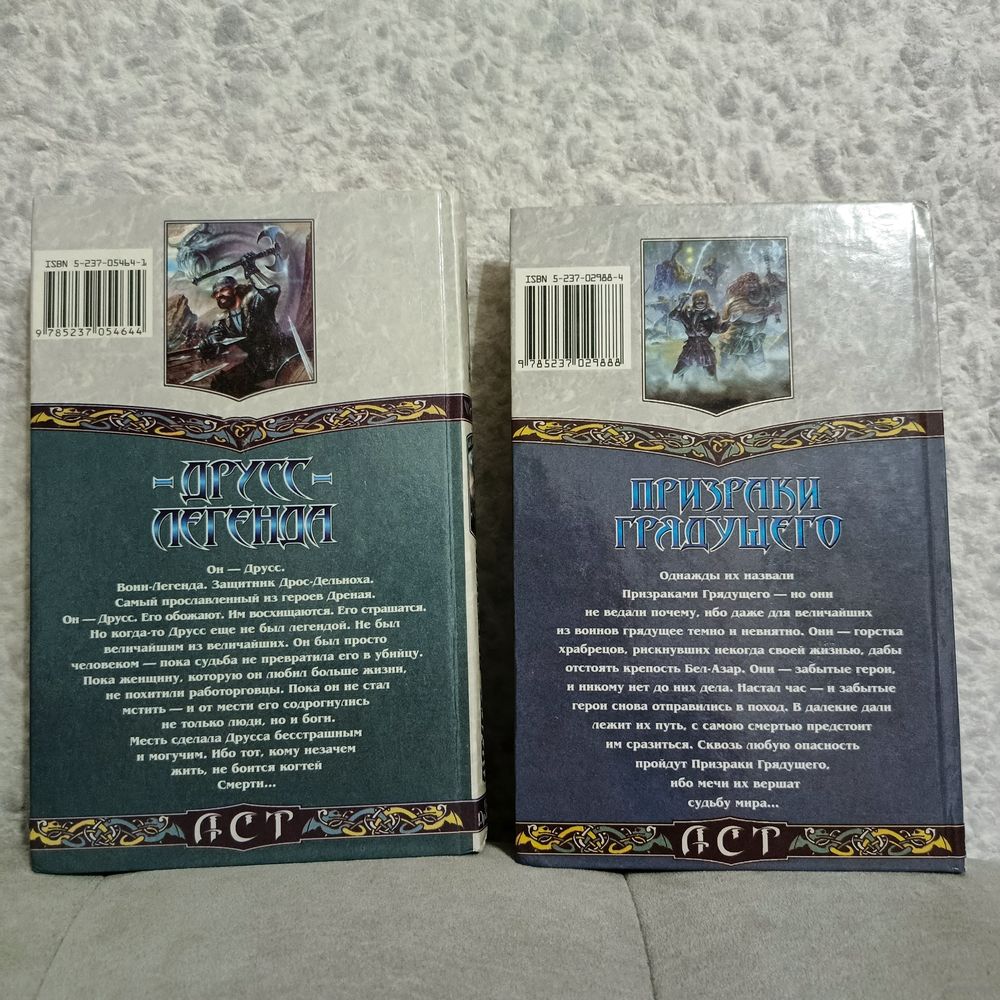 ISBN 5-237-05464-1
9 785237 054644
-ДРУСС-
ЛЕГЕНДА
Он — Друсс.
Воин-Легенда. Защитник Дрос-Дельноха.
Самый прославленный из героев Дреная.
Он — Друсс. Его обожают. Им восхищаются. Его страшатся.
Но когда-то Друсс еще не был легендой. Не был
величайшим из величайших. Он был просто
человеком — пока судьба не превратила его в убийцу.
Пока женщину, которую он любил больше жизни,
не похитили работорговцы. Пока он не стал
мстить — и от мести его содрогнулись
не только люди, но и боги.
Месть сделала Друсса бесстрашным
и могучим. Ибо тот, кому незачем
жить, не боится когтей
Смерти...
АСТ
ISBN 5-237-02988-4
9 785237 029888
ПРИЗРАКИ
ГРЯДУЩЕГО
Однажды их назвали
Призраками Грядущего — но они
не ведали почему, ибо даже для величайших
из воинов грядущее темно и невнятно. Они — горстка
храбрецов, рискнувших некогда своей жизнью, дабы
отстоять крепость Бел-Азар. Они — забытые герои,
и никому нет до них дела. Настал час — и забытые
герои снова отправились в поход. В далекие дали
лежит их путь, с самою смертью предстоит
им сразиться. Сквозь любую опасность
пройдут Призраки Грядущего,
ибо мечи их вершат
судьбу мира...
АСТ